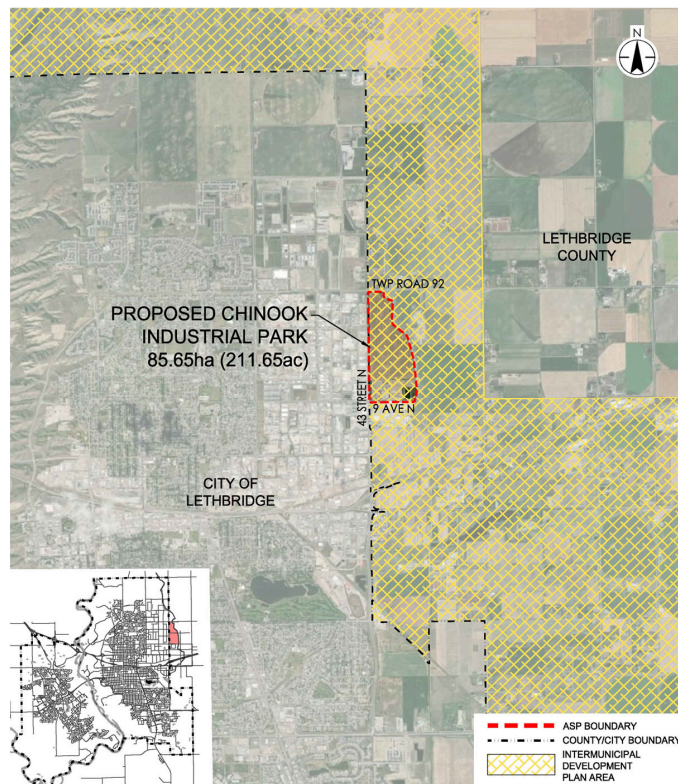 N
LETHBRIDGE
COUNTY
TWP ROAD 92
PROPOSED CHINOOK
INDUSTRIAL PARK
85.65ha (211.65ac)
43 STREET N
9 AVE N
CITY OF
LETHBRIDGE
ASP BOUNDARY
COUNTY/CITY BOUNDARY
INTERMUNICIPAL
DEVELOPMENT
PLAN AREA